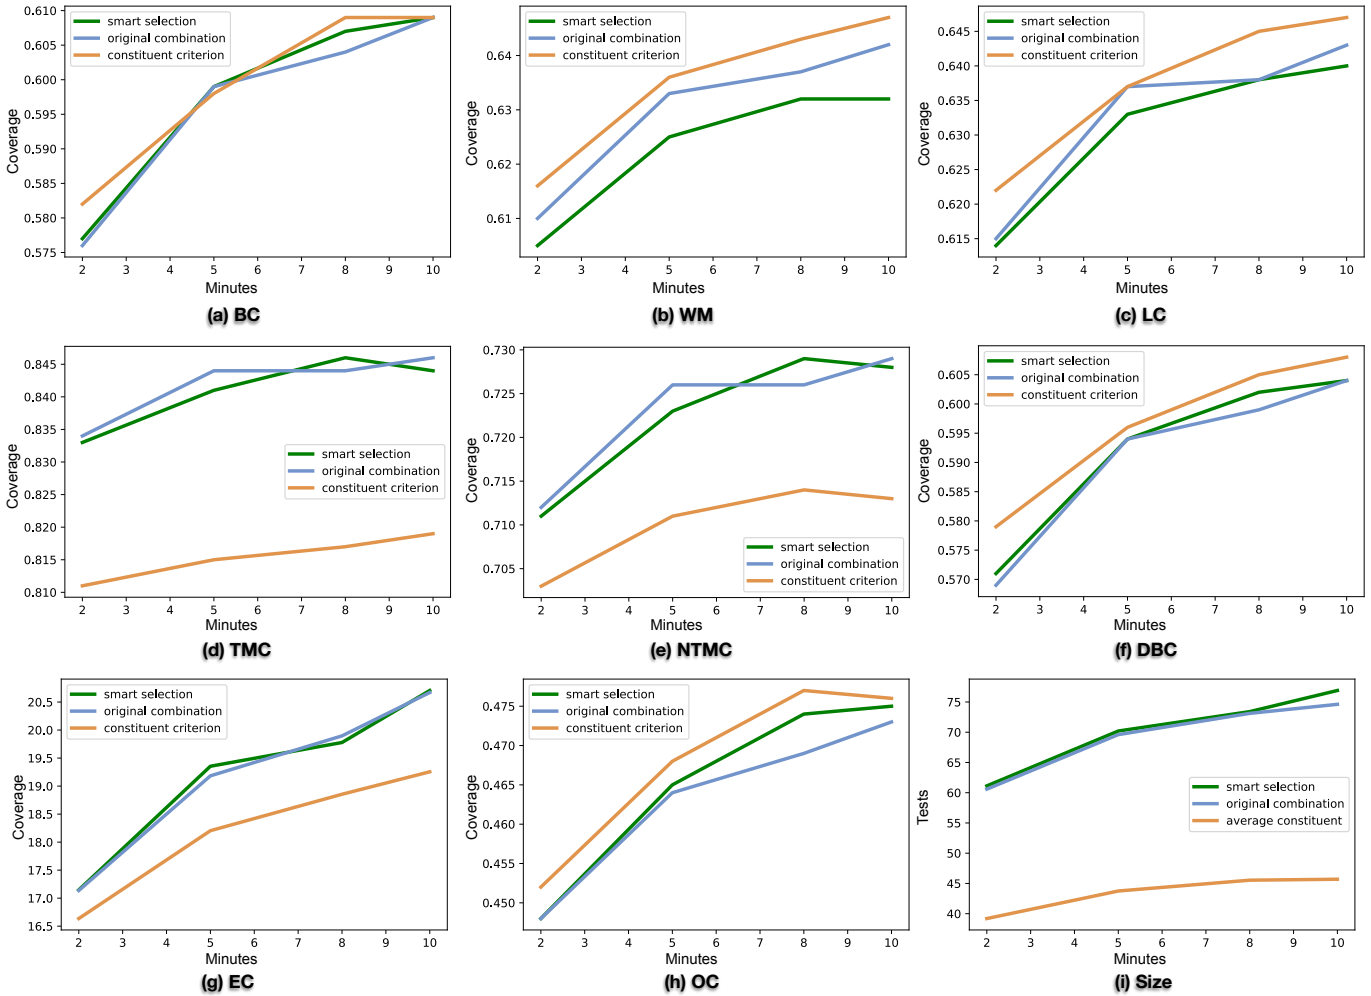 0.610
0.605
0.600
0.595
0.590
0.585
0.580
0.575
Coverage
smart selection
original combination
constituent criterion
2 3 4 5 6 7 8 9 10
Minutes
(a) BC
0.64
0.63
0.62
0.61
Coverage
smart selection
original combination
constituent criterion
2 3 4 5 6 7 8 9 10
Minutes
(b) WM
0.645
0.640
0.635
0.630
0.625
0.620
0.615
Coverage
smart selection
original combination
constituent criterion
2 3 4 5 6 7 8 9 10
Minutes
(c) LC
0.845
0.840
0.835
0.830
0.825
0.820
0.815
0.810
Coverage
smart selection
original combination
constituent criterion
2 3 4 5 6 7 8 9 10
Minutes
(d) TMC
0.730
0.725
0.720
0.715
0.710
0.705
Coverage
smart selection
original combination
constituent criterion
2 3 4 5 6 7 8 9 10
Minutes
(e) NTMC
0.605
0.600
0.595
0.590
0.585
0.580
0.575
0.570
Coverage
smart selection
original combination
constituent criterion
2 3 4 5 6 7 8 9 10
Minutes
(f) DBC
20.5
20.0
19.5
19.0
18.5
18.0
17.5
17.0
16.5
Coverage
smart selection
original combination
constituent criterion
2 3 4 5 6 7 8 9 10
Minutes
(g) EC
0.475
0.470
0.465
0.460
0.455
0.450
Coverage
smart selection
original combination
constituent criterion
2 3 4 5 6 7 8 9 10
Minutes
(h) OC
75
70
65
60
55
50
45
40
Tests
smart selection
original combination
average constituent
2 3 4 5 6 7 8 9 10
Minutes
(i) Size